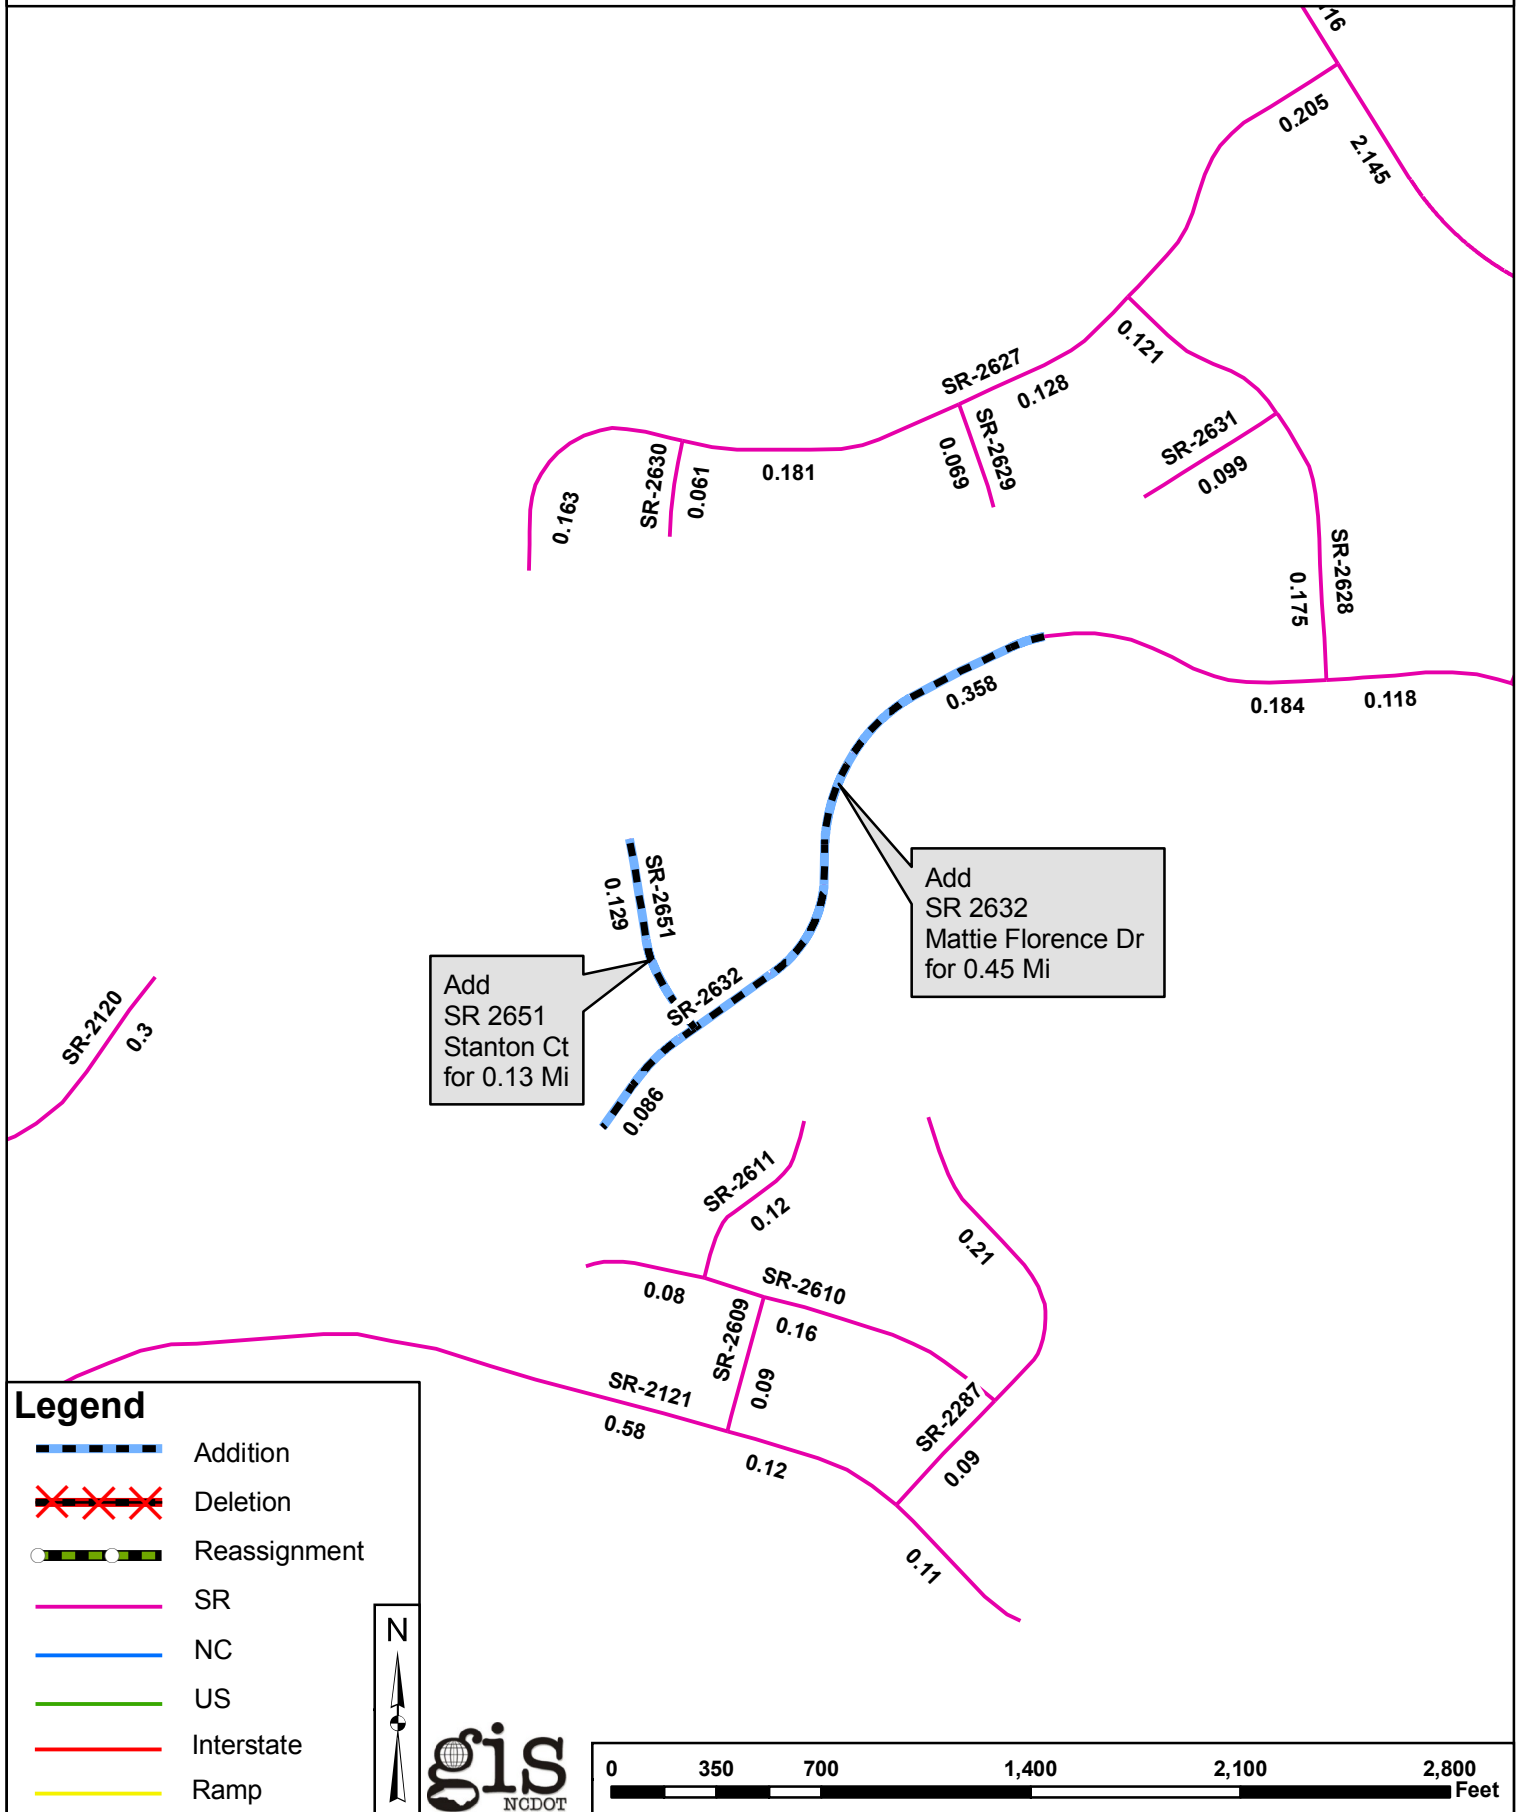 16
0.205
2.145
0.121
SR-2627
0.128
SR-2629
0.069
SR-2631
0.099
SR-2630
0.061
0.181
0.163
SR-2628
0.175
0.358
0.184
0.118
SR-2651
0.129
Add
SR 2632
Mattie Florence Dr
for 0.45 Mi
Add
SR 2651
Stanton Ct
for 0.13 Mi
SR-2632
0.086
SR-2120
0.3
SR-2611
0.12
0.21
0.08
SR-2610
0.16
SR-2609
0.09
SR-2121
0.58
0.12
SR-2287
0.09
0.11
Legend
Addition
Deletion
Reassignment
SR
NC
US
Interstate
Ramp
N
gis
NCDOT
0 350 700 1,400 2,100 2,800
Feet